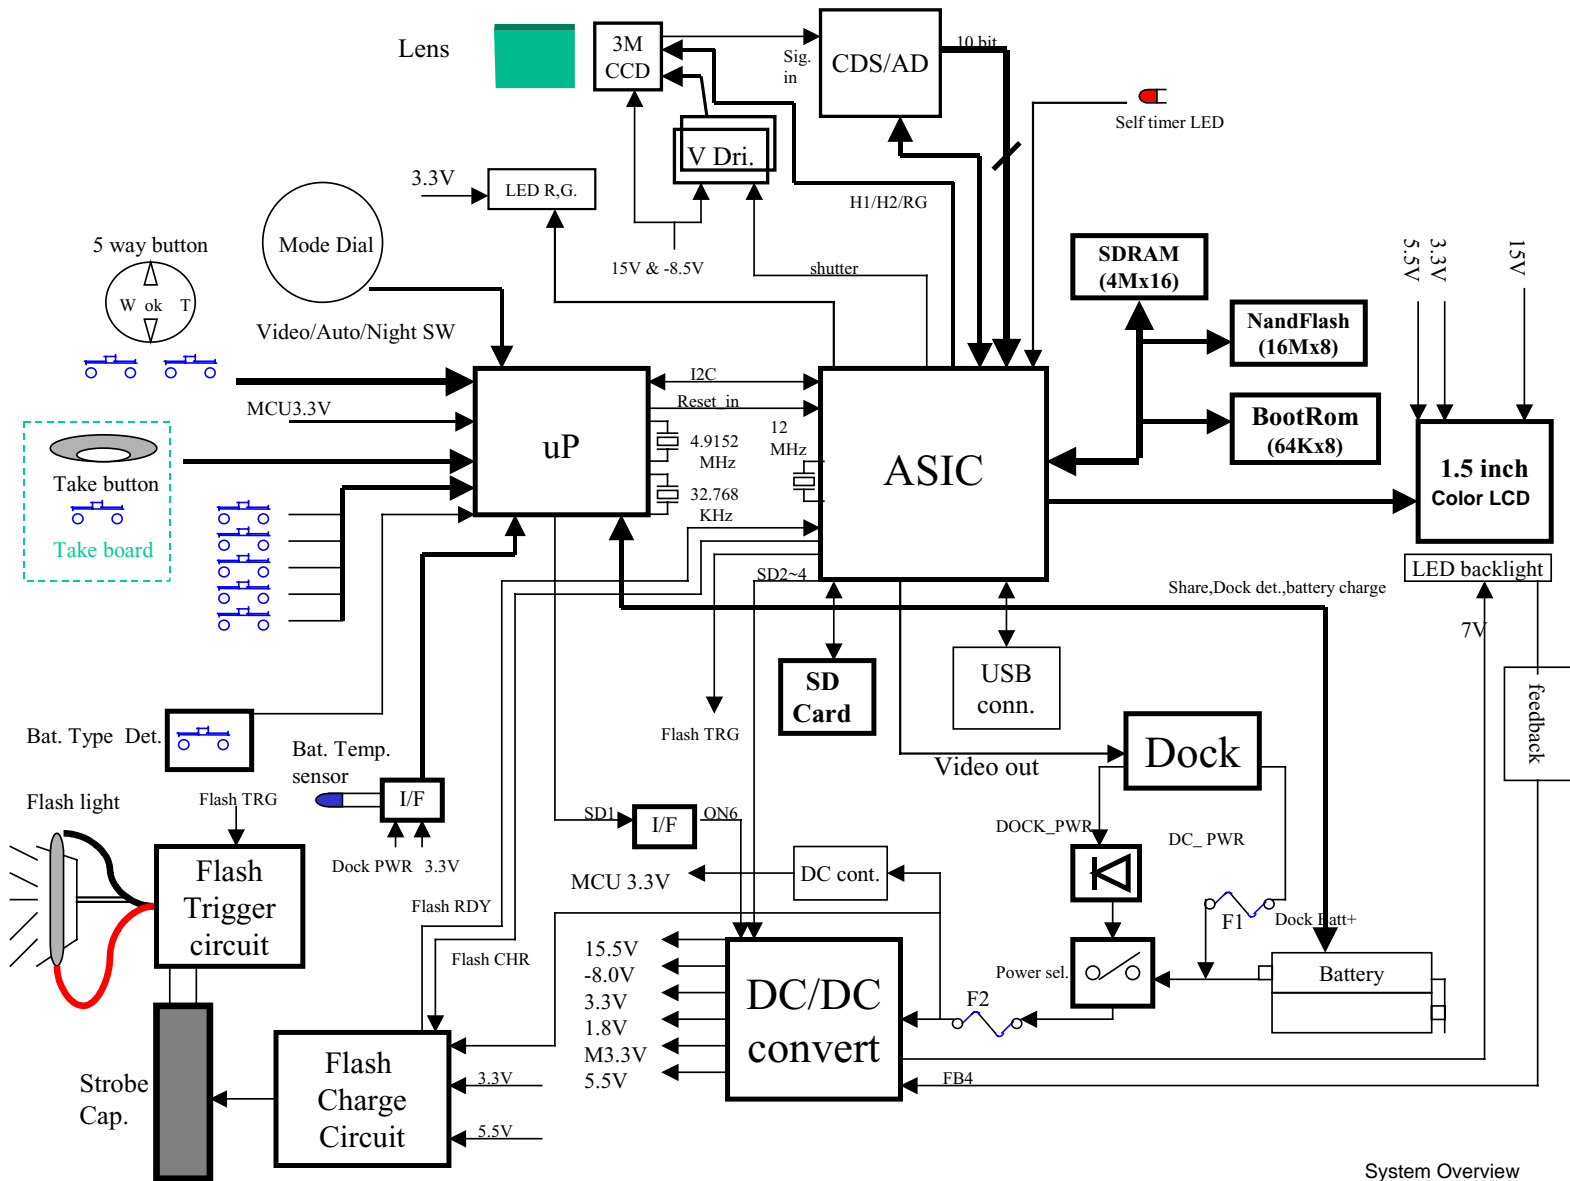 Lens
3M
CCD
Sig.
in
CDS/AD
10 bit
Self timer LED
V Dri.
3.3V
LED R,G.
H1/H2/RG
15V & -8.5V
shutter
5 way button
W ok T
Mode Dial
Video/Auto/Night SW
SDRAM
(4Mx16)
NandFlash
(16Mx8)
BootRom
(64Kx8)
5.5V
3.3V
15V
1.5 inch
Color LCD
LED backlight
MCU3.3V
uP
I2C
Reset_in
4.9152
MHz
32.768
KHz
12
MHz
ASIC
Take button
Take board
SD2~4
Share,Dock det.,battery charge
7V
feedback
SD
Card
USB
conn.
Flash TRG
Video out
Dock
Bat. Type Det.
Bat. Temp.
sensor
I/F
Dock PWR 3.3V
Flash light
Flash TRG
Flash
Trigger
circuit
SD1
I/F
ON6
DOCK_PWR
DC_ PWR
MCU 3.3V
DC cont.
Flash RDY
Flash CHR
F1
Dock Batt+
15.5V
-8.0V
3.3V
1.8V
M3.3V
5.5V
DC/DC
convert
F2
Power sel.
Battery
FB4
Strobe
Cap.
Flash
Charge
Circuit
3.3V
5.5V
System Overview